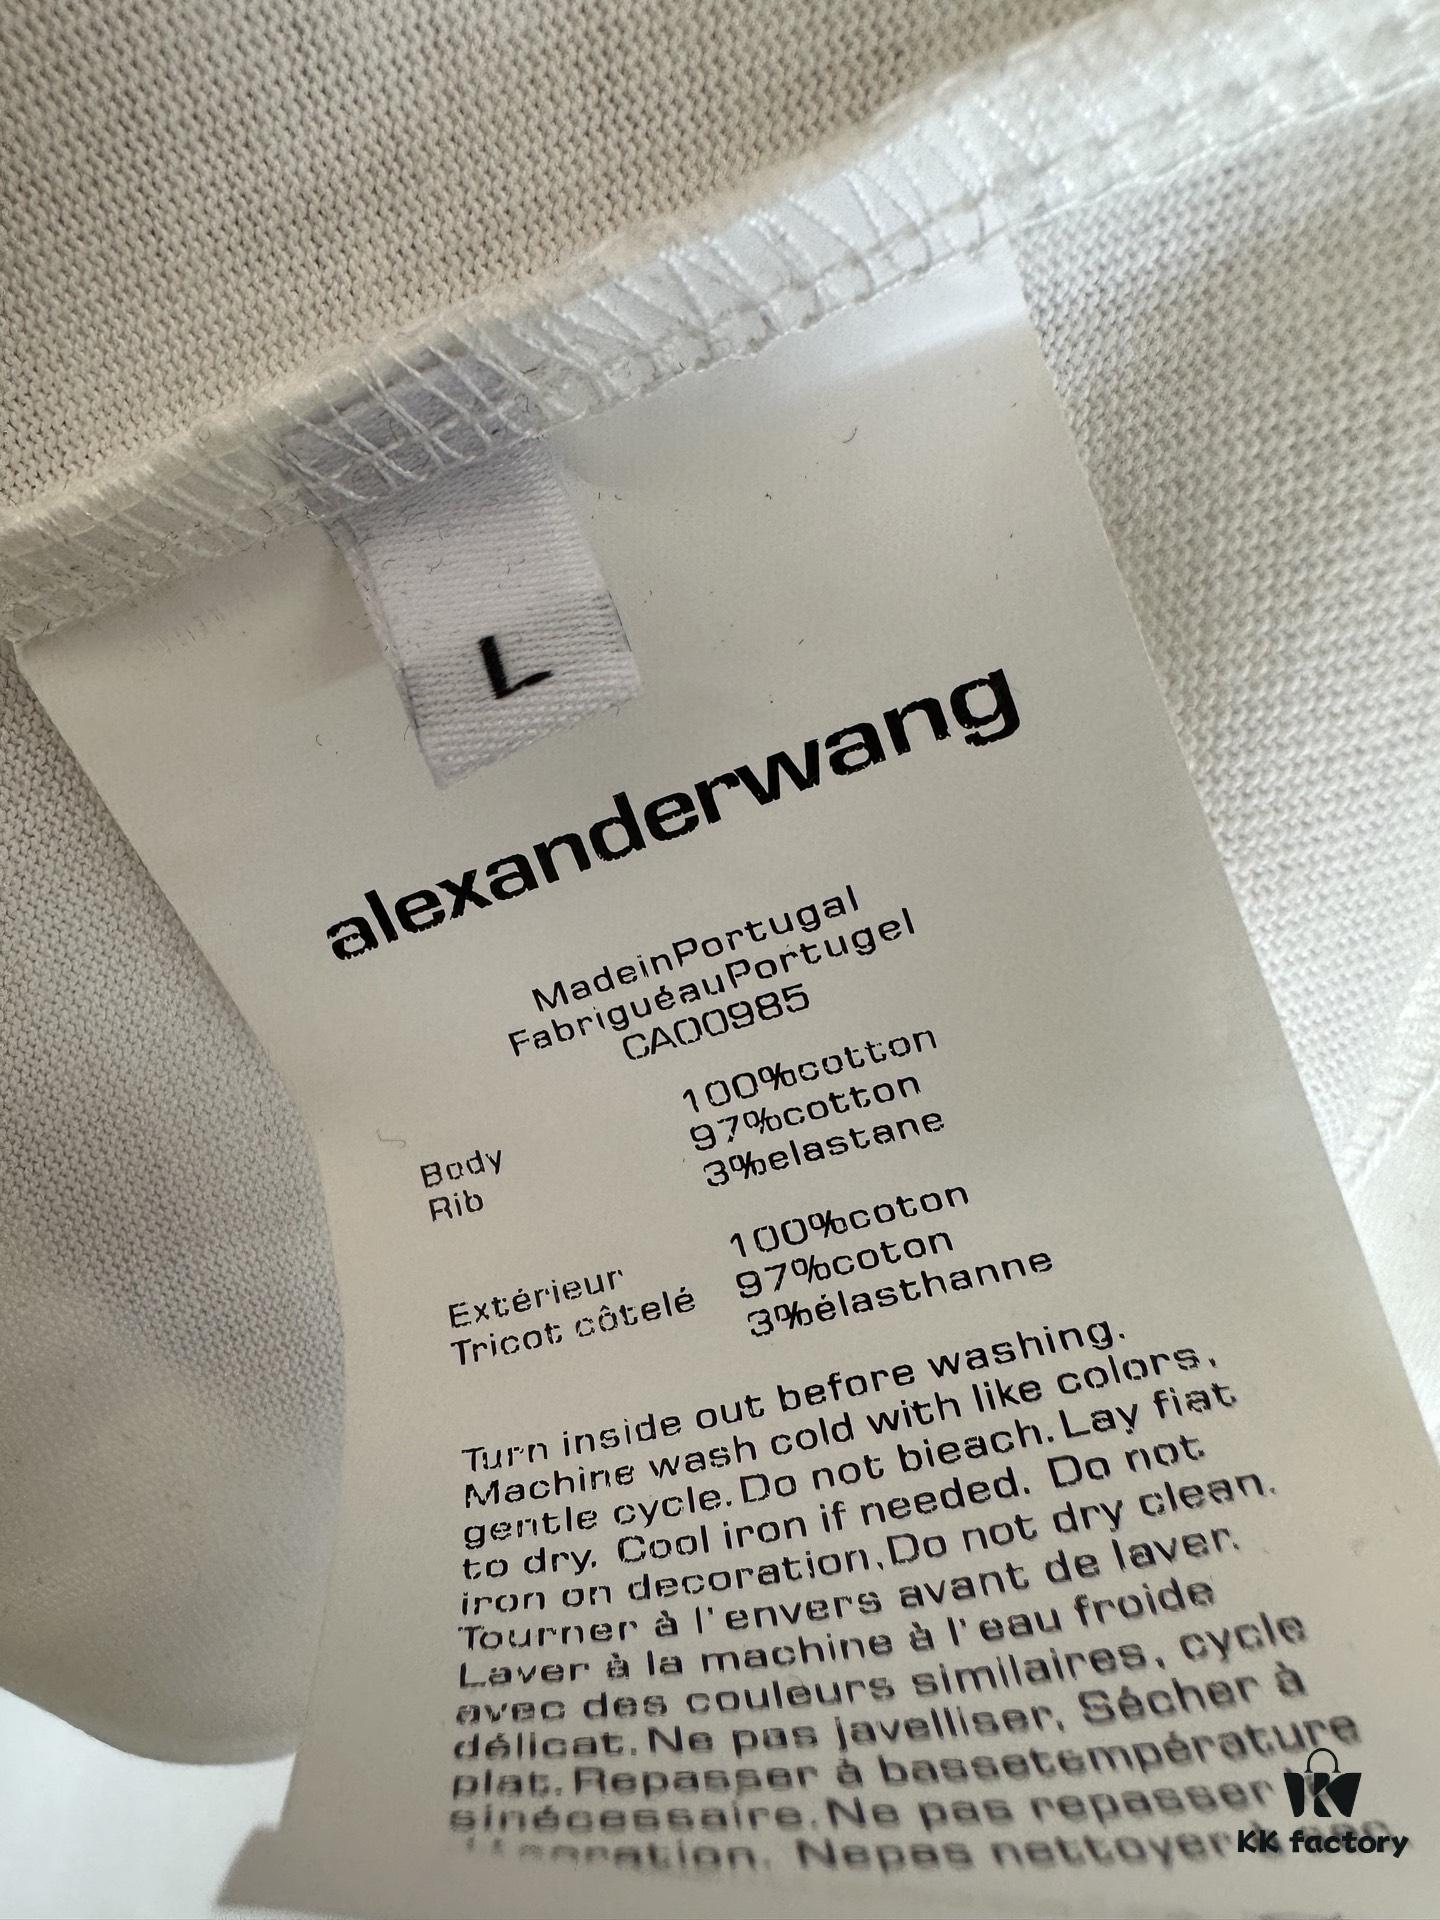 L
alexanderwang
MadeinPortugal
FabriguéauPortugel
CA00985
100%cotton
97%cotton
Body
3%elastane
Rib
100%coton
Extérieur
97%coton
Tricot côtelé
3%élasthanne
Turn inside out before washing.
Machine wash cold with like colors,
gentle cycle. Do not bieach. Lay fiat
to dry. Cool iron if needed. Do not
iron on decoration, Do not dry clean.
Tourner à l'envers avant de laver.
Laver à la machine à l'eau froide
avec des couleurs similaires, cycle
délicat. Ne pas javelliser, Sécher à
plat. Repasser à bassetempérature
sinécessaire. Ne pas repasser
Nepas nettoyer
KK factory